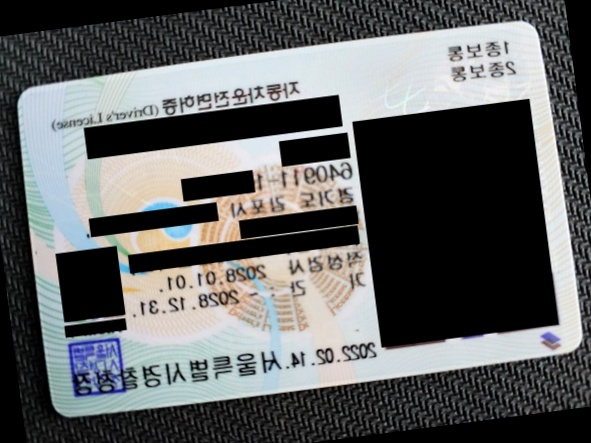 1종보통
2종보통
자동차운전면허증 (Driver's License)
640911-1
경기도 김포시
적성검사 2028.01.01.
기 간 ~ 2028.12.31.
2022.02.14. 서울특별시경찰청장